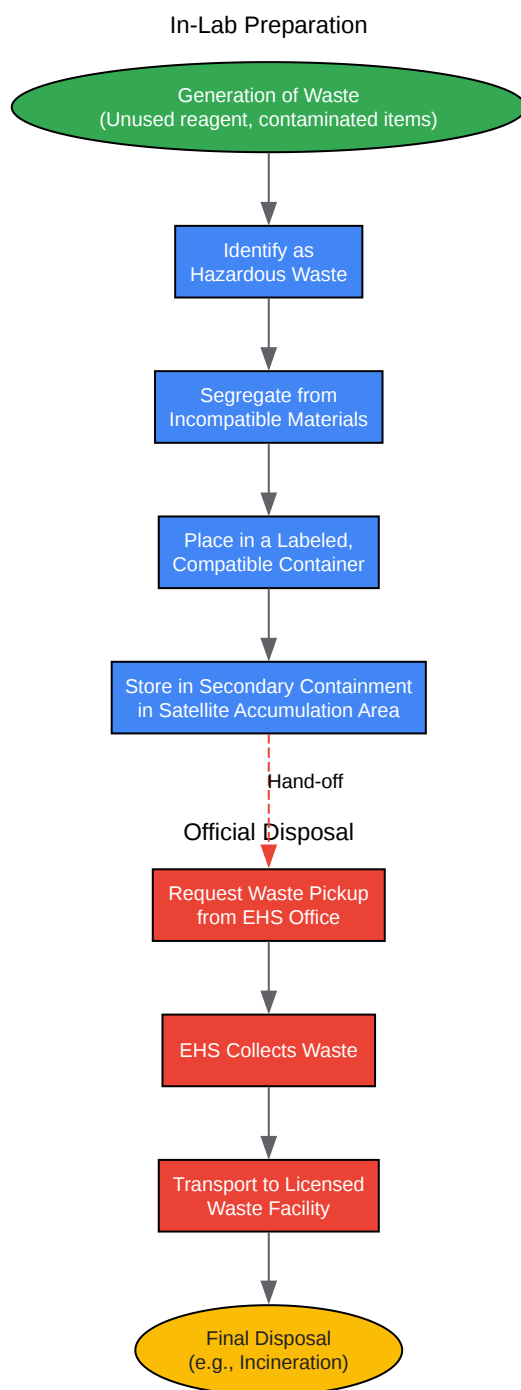 In-Lab Preparation
Generation of Waste
(Unused reagent, contaminated items)
Identify as
Hazardous Waste
Segregate from
Incompatible Materials
Place in a Labeled,
Compatible Container
Store in Secondary Containment
in Satellite Accumulation Area
Hand-off
Official Disposal
Request Waste Pickup
from EHS Office
EHS Collects Waste
Transport to Licensed
Waste Facility
Final Disposal
(e.g., Incineration)